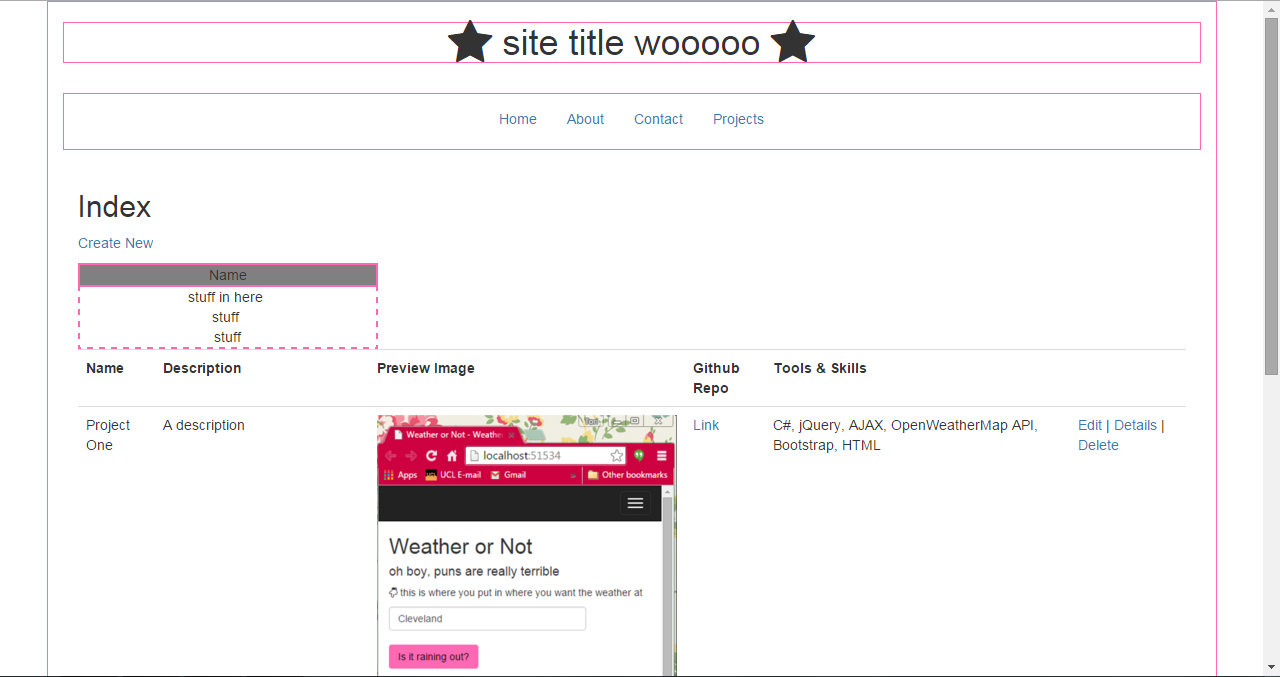 site title wooooo
Home About Contact Projects
Index
Create New
Name
stuff in here
stuff
stuff
Name Description Preview Image Github Repo Tools & Skills
Project One
A description
Weather or Not - Weathe
localhost:51534
Apps UCL E-mail Gmail » Other bookmarks
Weather or Not
oh boy, puns are really terrible
this is where you put in where you want the weather at
Cleveland
Is it raining out?
Link
C#, jQuery, AJAX, OpenWeatherMap API,
Bootstrap, HTML
Edit | Details |
Delete